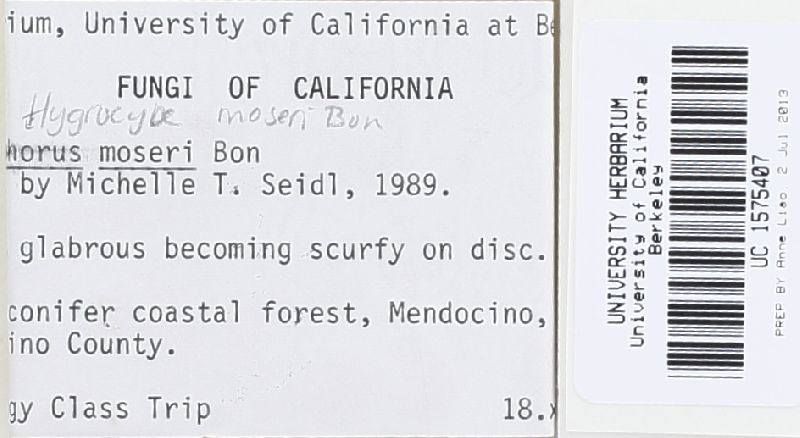 ium, University of California at Be
FUNGI OF CALIFORNIA
Hygrocybe moseri Bon
horus moseri Bon
by Michelle T. Seidl, 1989.
glabrous becoming scurfy on disc.
conifer coastal forest, Mendocino,
ino County.
gy Class Trip 18.x
UNIVERSITY HERBARIUM
University of California
Berkeley
UC 1575407
PREP BY Anne Liao 2 Jul 2013